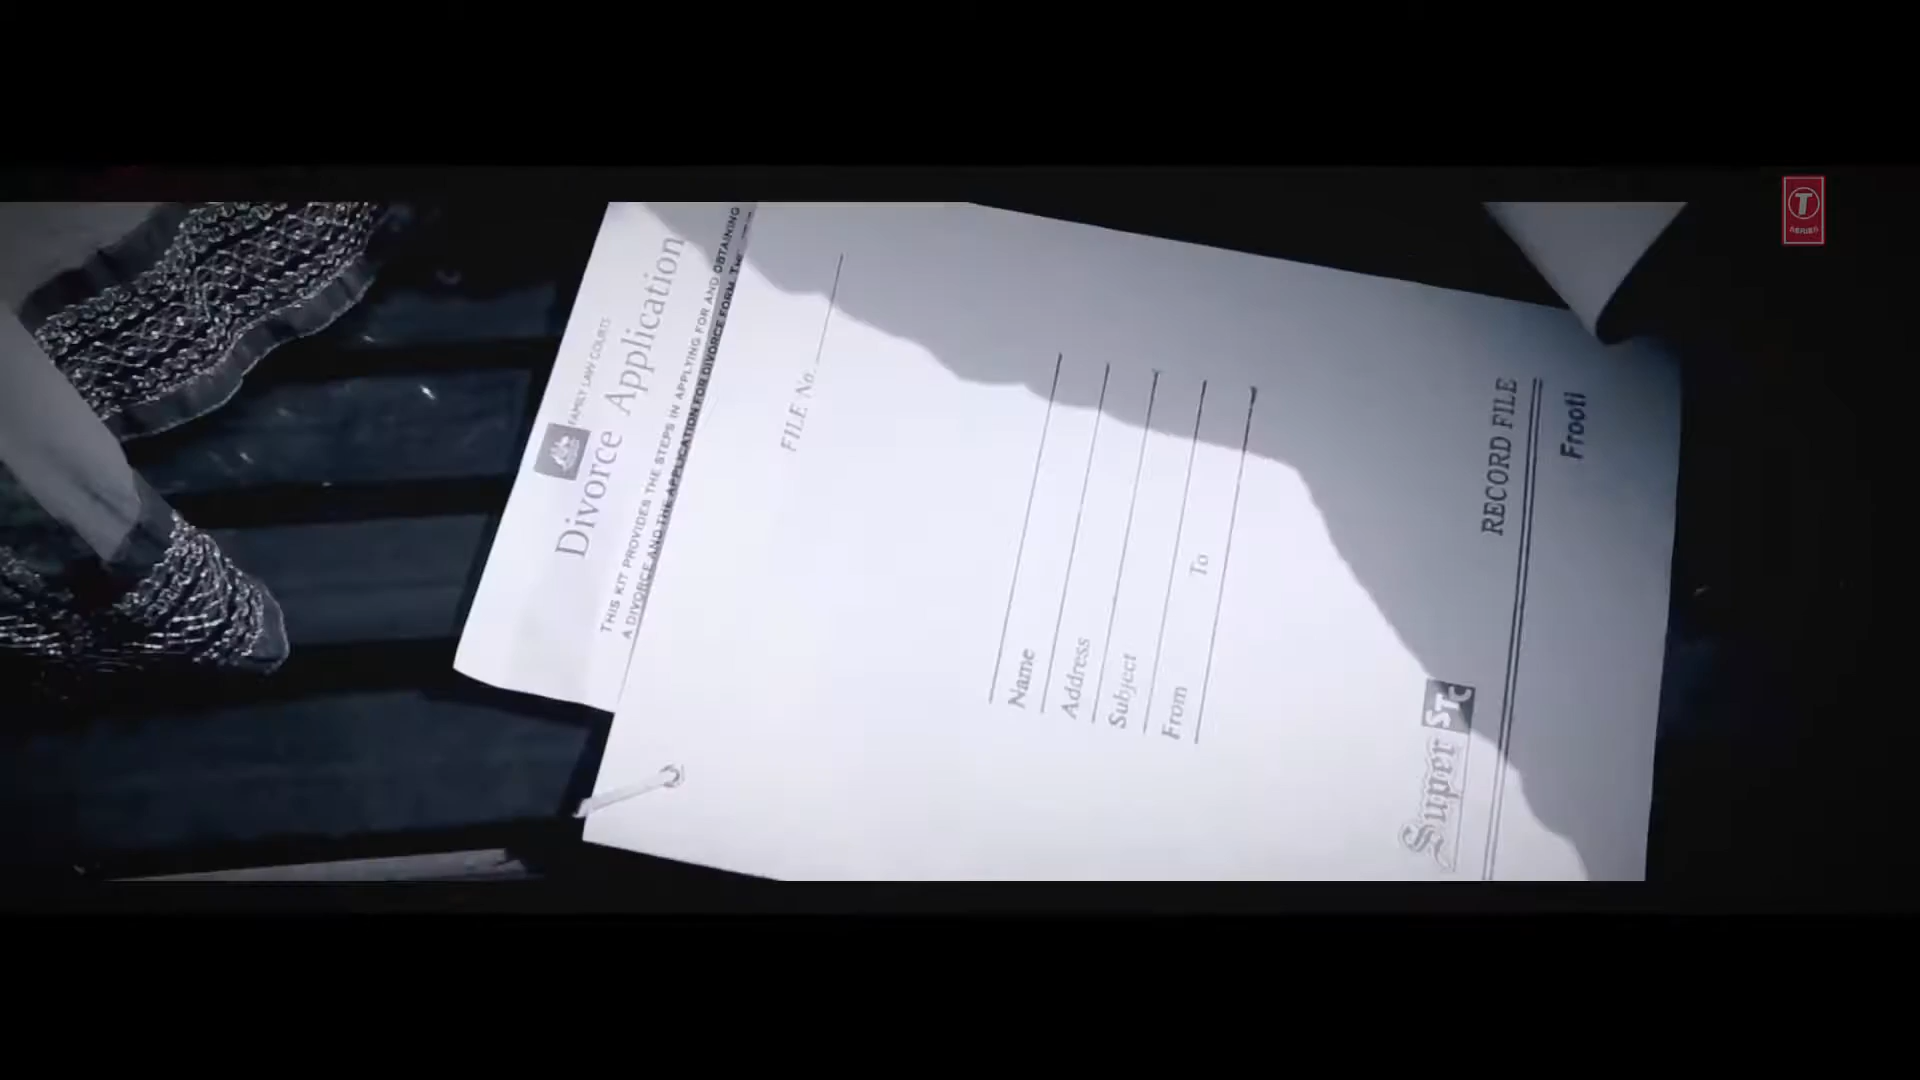 FAMILY LAW COURTS
Divorce Application
THIS KIT PROVIDES THE STEPS IN APPLYING FOR AND OBTAINING
A DIVORCE AND THE APPLICATION FOR DIVORCE FORM. THE
FILE No.
Name
Address
Subject
From To
Super STC
RECORD FILE
Frooti
T
SERIES